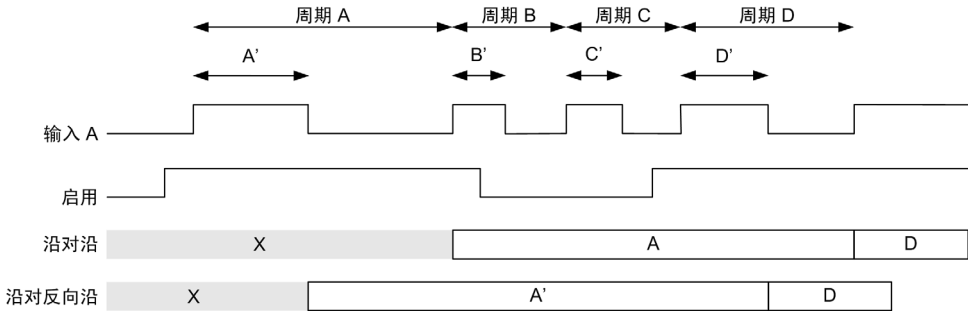 周期 A 周期 B 周期 C 周期 D
A’ B’ C’ D’
输入 A
启用
沿对沿 X A D
沿对反向沿 X A’ D